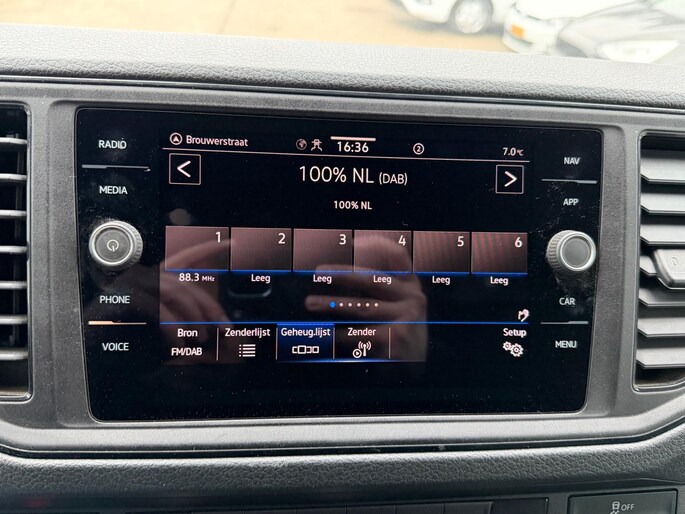 RADIO
MEDIA
PHONE
VOICE
Brouwerstraat 16:36 2 7.0°C
< 100% NL (DAB) >
100% NL
1 2 3 4 5 6
88.3 MHz Leeg Leeg Leeg Leeg Leeg
Bron Zenderlijst Geheug.lijst Zender Setup
FM/DAB
NAV
APP
CAR
MENU
OFF